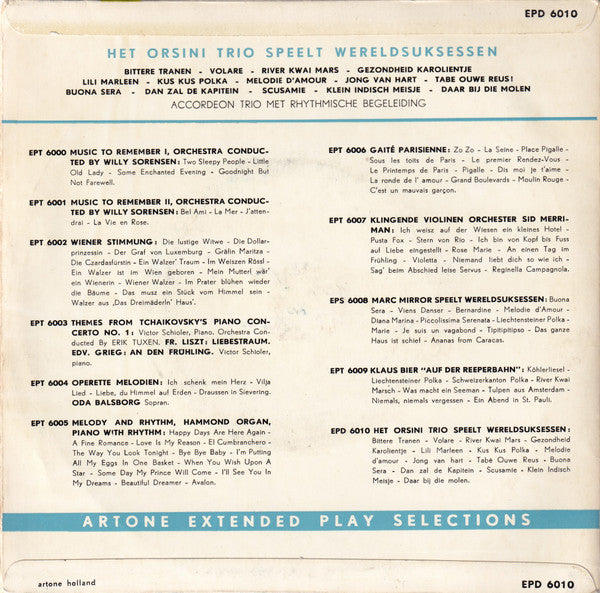 EPD 6010
HET ORSINI TRIO SPEELT WERELDSUKSESSEN
BITTERE TRANEN - VOLARE - RIVER KWAI MARS - GEZONDHEID KAROLIENTJE
LILI MARLEEN - KUS KUS POLKA - MELODIE D'AMOUR - JONG VAN HART - TABE OUWE REUS!
BUONA SERA - DAN ZAL DE KAPITEIN - SCUSAMIE - KLEIN INDISCH MEISJE - DAAR BIJ DE MOLEN
ACCORDEON TRIO MET RHYTHMISCHE BEGELEIDING
EPT 6000 MUSIC TO REMEMBER I, ORCHESTRA CONDUC-
TED BY WILLY SORENSEN: Two Sleepy People - Little
Old Lady - Some Enchanted Evening - Goodnight But
Not Farewell.
EPT 6001 MUSIC TO REMEMBER II, ORCHESTRA CONDUC-
TED BY WILLY SORENSEN: Bel Ami - La Mer - J'atten-
drai - La Vie en Rose.
EPT 6002 WIENER STIMMUNG: Die lustige Witwe - Die Dollar-
prinzessin - Der Graf von Luxemburg - Gräfin Maritza -
Die Czardasfürstin - Ein Walzer' Traum - Im Weiszen Rössl -
Ein Walzer ist im Wien geboren - Mein Mutterl wär'
ein Wienerin - Wiener Walzer - Im Prater blühen wieder
die Bäume - Das musz ein Stück vom Himmel sein -
Walzer aus „Das Dreimäderln' Haus'.
EPT 6003 THEMES FROM TCHAIKOVSKY'S PIANO CON-
CERTO NO. 1: Victor Schioler, Piano. Orchestra Con-
ducted By ERIK TUXEN. FR. LISZT: LIEBESTRAUM.
EDV. GRIEG: AN DEN FRUHLING. Victor Schioler,
piano.
EPT 6004 OPERETTE MELODIEN: Ich schenk mein Herz - Vilja
Lied - Liebe, du Himmel auf Erden - Draussen in Sievering.
ODA BALSBORG Sopran.
EPT 6005 MELODY AND RHYTHM, HAMMOND ORGAN,
PIANO WITH RHYTHM: Happy Days Are Here Again -
A Fine Romance - Love Is My Reason - El Cumbranchero -
The Way You Look Tonight - Bye Bye Baby - I'm Putting
All My Eggs In One Basket - When You Wish Upon A
Star - Some Day My Prince Will Come - I'll See You In
My Dreams - Beautiful Dreamer - Avalon.
EPT 6006 GAITÉ PARISIENNE: Zo Zo - La Seine - Place Pigalle -
Sous les toits de Paris - Le premier Rendez-Vous -
Le Printemps de Paris - Pigalle - Dis moi je t'aime -
La ronde de l' amour - Grand Boulevards - Moulin Rouge -
C'est un mauvais garçon.
EPT 6007 KLINGENDE VIOLINEN ORCHESTER SID MERRI-
MAN: Ich weisz auf der Wiesen ein kleines Hotel -
Pusta Fox - Stern von Rio - Ich bin von Kopf bis Fuss
auf Liebe eingestellt - Rose Marie - An einen Tag im
Frühling - Violetta - Niemand liebt dich so wie ich -
Sag' beim Abschied leise Servus - Reginella Campagnola.
EPS 6008 MARC MIRROR SPEELT WERELDSUKSESSEN: Buona
Sera - Viens Danser - Bernardine - Melodie d'Amour -
Diana Marina - Piccolissima Serenata - Liechtensteiner Polka -
Marie - Je suis un vagabond - Tipitipitipso - Das ganze
Haus ist schief - Ananas from Caracas.
EPT 6009 KLAUS BIER "AUF DER REEPERBAHN": Köhlerliesel -
Liechtensteiner Polka - Schweizerkanton Polka - River Kwai
Marsch - Was macht ein Seeman - Tulpen aus Amsterdam -
Niemals, niemals vergessen - Ein Abend in St. Pauli.
EPD 6010 HET ORSINI TRIO SPEELT WERELDSUKSESSEN:
Bittere Tranen - Volare - River Kwai Mars - Gezondheid
Karolientje - Lili Marleen - Kus Kus Polka - Melodie
d'amour - Jong van hart - Tabé Ouwe Reus - Buona
Sera - Dan zal de Kapitein - Scusamie - Klein Indisch
Meisje - Daar bij de molen.
ARTONE EXTENDED PLAY SELECTIONS
artone holland
EPD 6010